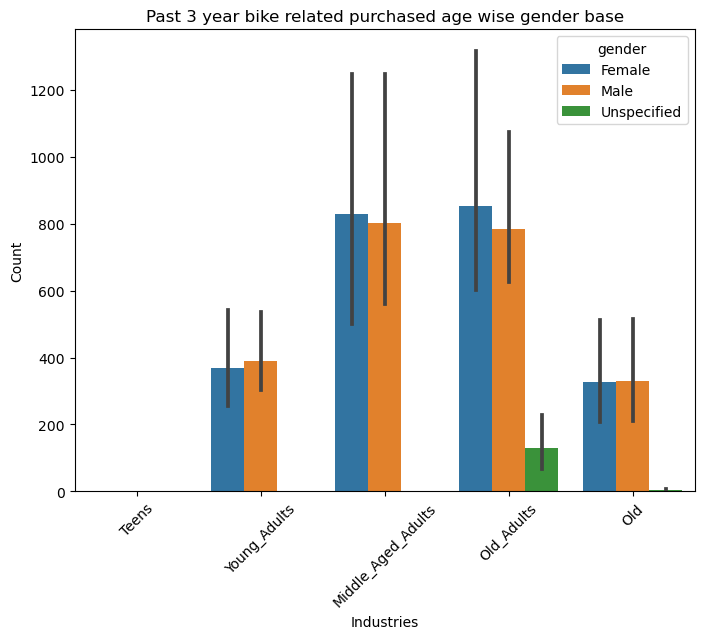 Past 3 year bike related purchased age wise gender base
gender
Female
Male
Unspecified
Count
1200
1000
800
600
400
200
0
Teens
Young_Adults
Middle_Aged_Adults
Old_Adults
Old
Industries